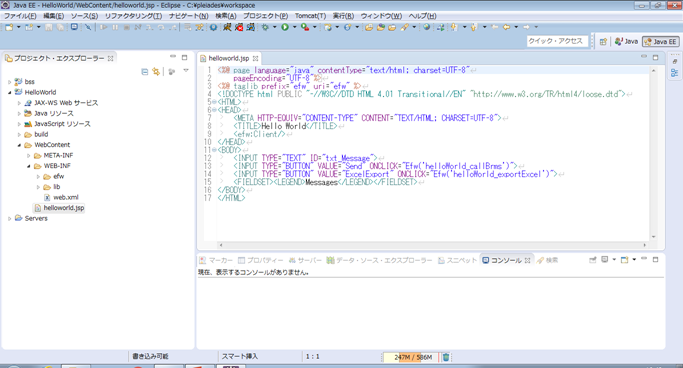 Java EE - HelloWorld/WebContent/helloworld.jsp - Eclipse - C:¥pleiades¥workspace
ファイル(F) 編集(E) ソース(S) リファクタリング(T) ナビゲート(N) 検索(A) プロジェクト(P) Tomcat(T) 実行(R) ウィンドウ(W) ヘルプ(H)
クイック・アクセス
Java
Java EE
プロジェクト・エクスプローラー
bss
HelloWorld
JAX-WS Web サービス
Java リソース
JavaScript リソース
build
WebContent
META-INF
WEB-INF
efw
lib
web.xml
helloworld.jsp
Servers
helloworld.jsp
1 <%@ page language="java" contentType="text/html; charset=UTF-8"
2 pageEncoding="UTF-8"%>
3 <%@ taglib prefix="efw" uri="efw" %>
4 <!DOCTYPE html PUBLIC "-//W3C//DTD HTML 4.01 Transitional//EN" "http://www.w3.org/TR/html4/loose.dtd">
5 <HTML>
6 <HEAD>
7 <META HTTP-EQUIV="CONTENT-TYPE" CONTENT="TEXT/HTML; CHARSET=UTF-8">
8 <TITLE>Hello World</TITLE>
9 <efw:Client/>
10 </HEAD>
11 <BODY>
12 <INPUT TYPE="TEXT" ID="txt_Message">
13 <INPUT TYPE="BUTTON" VALUE="Send" ONCLICK="Efw('helloWorld_callBrms')">
14 <INPUT TYPE="BUTTON" VALUE="ExcelExport" ONCLICK="Efw('helloWorld_exportExcel')">
15 <FIELDSET><LEGEND>Messages</LEGEND></FIELDSET>
16 </BODY>
17 </HTML>
マーカー プロパティー サーバー データ・ソース・エクスプローラー スニペット コンソール 検索
現在、表示するコンソールがありません。
書き込み可能
スマート挿入
1 : 1
247M / 586M